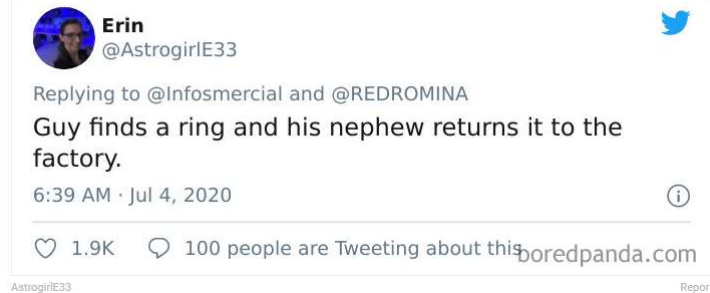 Erin
@AstrogirlE33
Replying to @Infosmercial and @REDROMINA
Guy finds a ring and his nephew returns it to the
factory.
6:39 AM · Jul 4, 2020
1.9K 100 people are Tweeting about this
boredpanda.com
AstrogirlE33 Repor